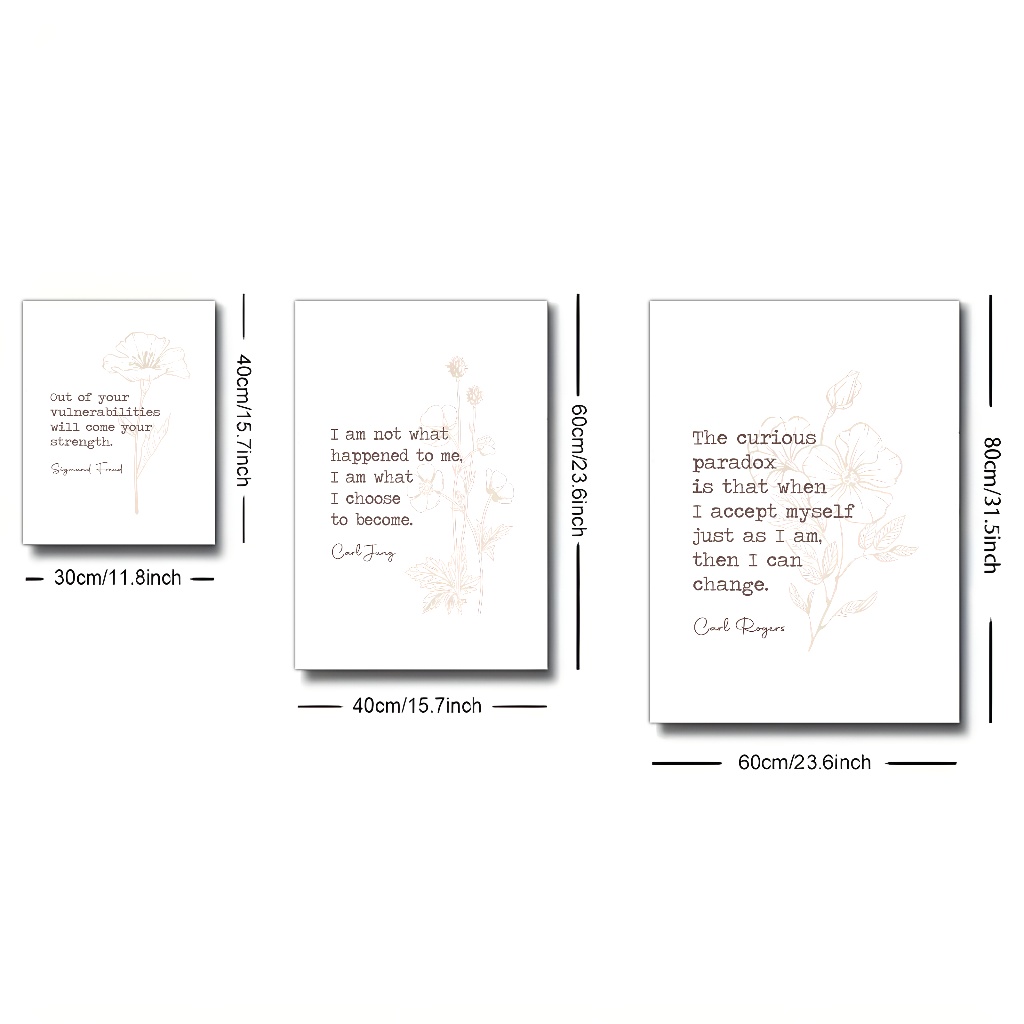 Out of your
vulnerabilities
will come your
strength.
Sigmund Freud
40cm/15.7inch
30cm/11.8inch
I am not what
happened to me,
I am what
I choose
to become.
Carl Jung
60cm/23.6inch
40cm/15.7inch
The curious
paradox
is that when
I accept myself
just as I am,
then I can
change.
Carl Rogers
80cm/31.5inch
60cm/23.6inch